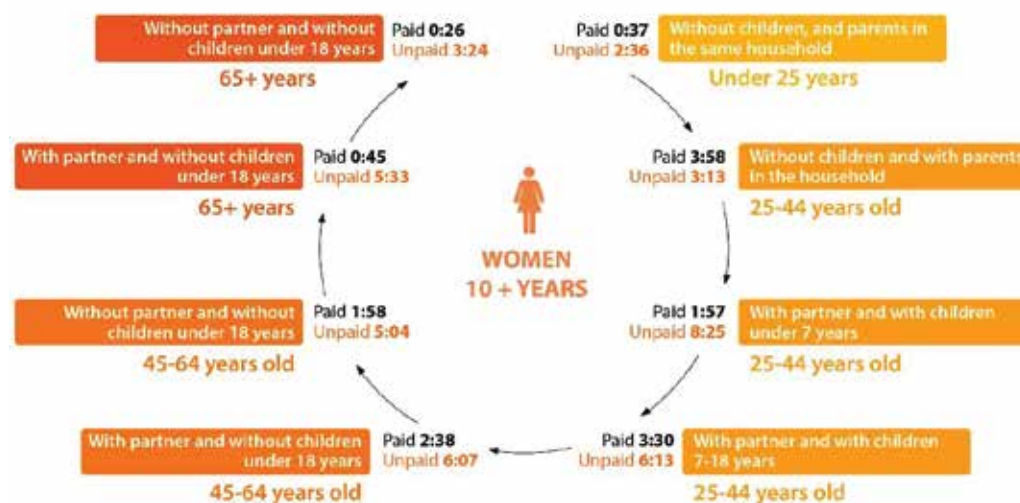 Without partner and without
children under 18 years
65+ years
Paid 0:26
Unpaid 3:24
Paid 0:37
Unpaid 2:36
Without children, and parents in
the same household
Under 25 years
With partner and without children
under 18 years
65+ years
Paid 0:45
Unpaid 5:33
Paid 3:58
Unpaid 3:13
Without children and with parents
in the household
25-44 years old
WOMEN
10 + YEARS
Without partner and without
children under 18 years
45-64 years old
Paid 1:58
Unpaid 5:04
Paid 1:57
Unpaid 8:25
With partner and with children
under 7 years
25-44 years old
With partner and without children
under 18 years
45-64 years old
Paid 2:38
Unpaid 6:07
Paid 3:30
Unpaid 6:13
With partner and with children
7-18 years
25-44 years old